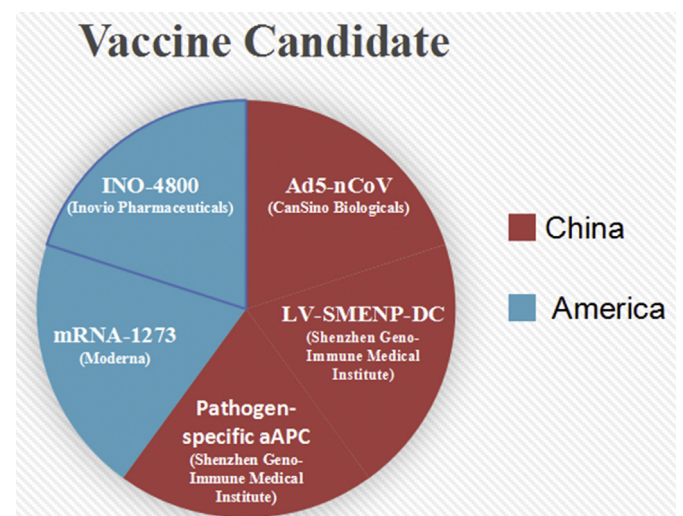 Vaccine Candidate
INO-4800
(Inovio Pharmaceuticals)
Ad5-nCoV
(CanSino Biologicals)
China
America
LV-SMENP-DC
(Shenzhen Geno-
Immune Medical
Institute)
mRNA-1273
(Moderna)
Pathogen-
specific aAPC
(Shenzhen Geno-
Immune Medical
Institute)